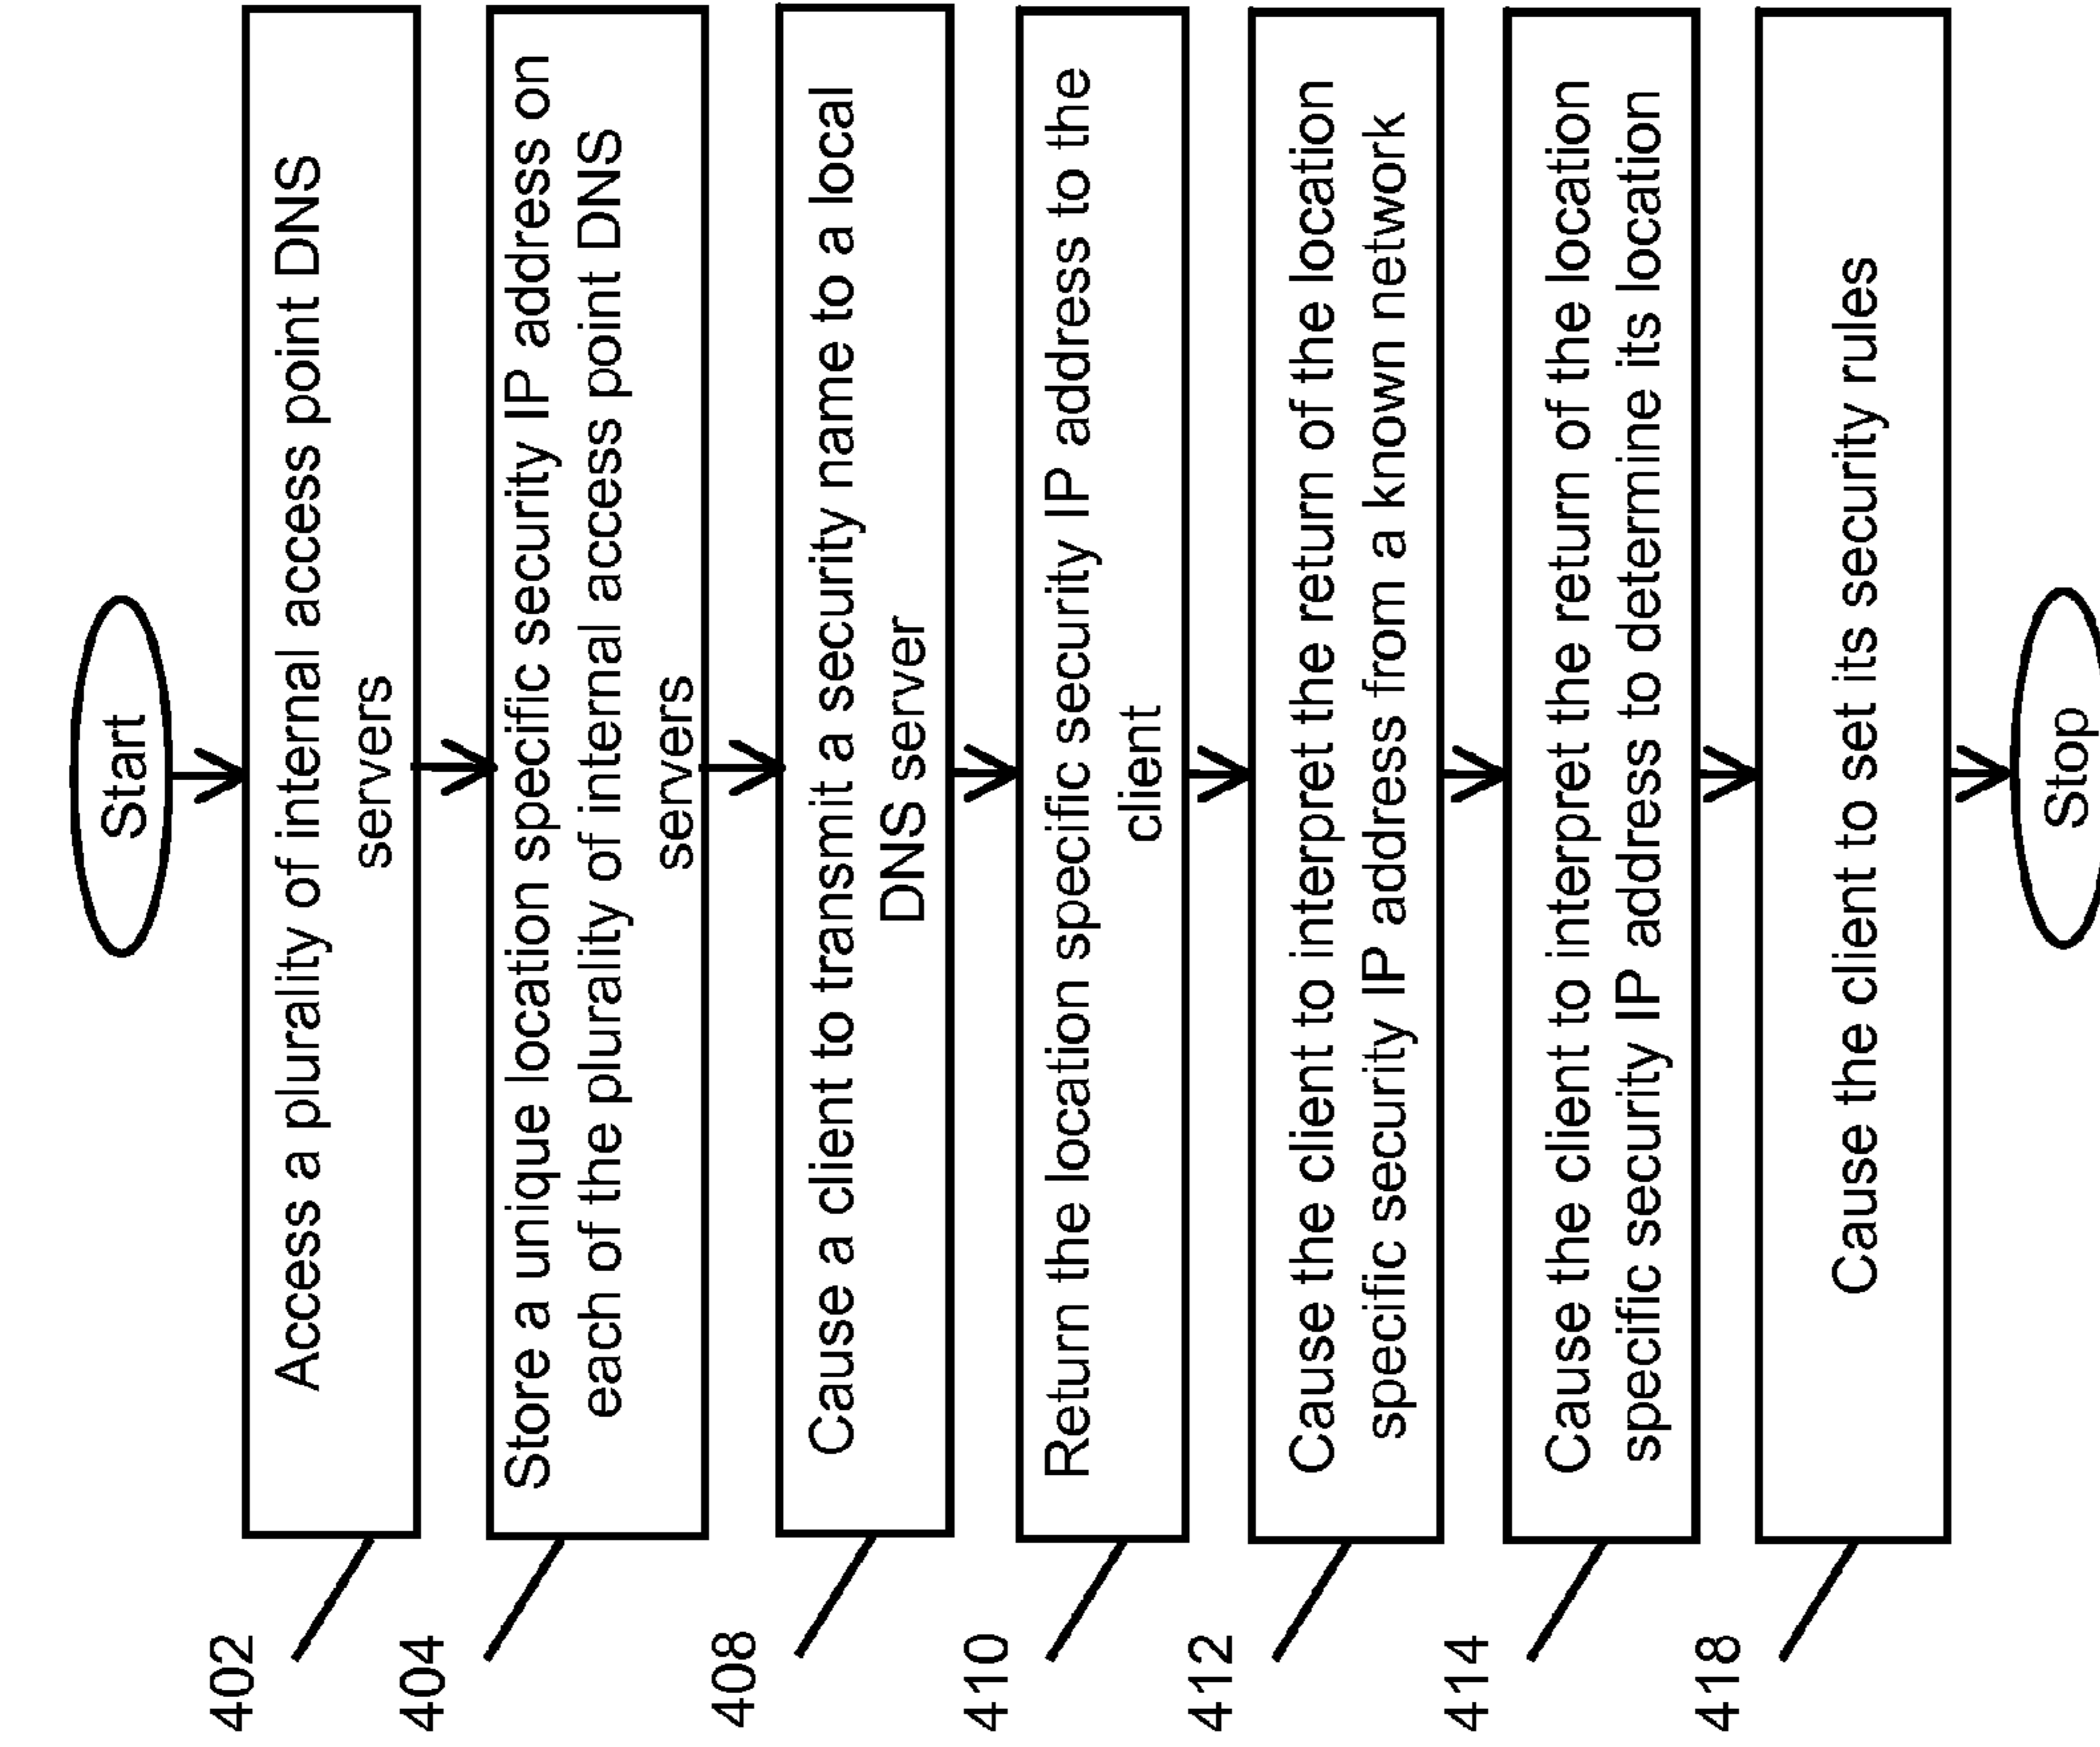 Start
402
Access a plurality of internal access point DNS
servers
404
Store a unique location specific security IP address on
each of the plurality of internal access point DNS
servers
408
Cause a client to transmit a security name to a local
DNS server
410
Return the location specific security IP address to the
client
412
Cause the client to interpret the return of the location
specific security IP address from a known network
414
Cause the client to interpret the return of the location
specific security IP address to determine its location
418
Cause the client to set its security rules
Stop